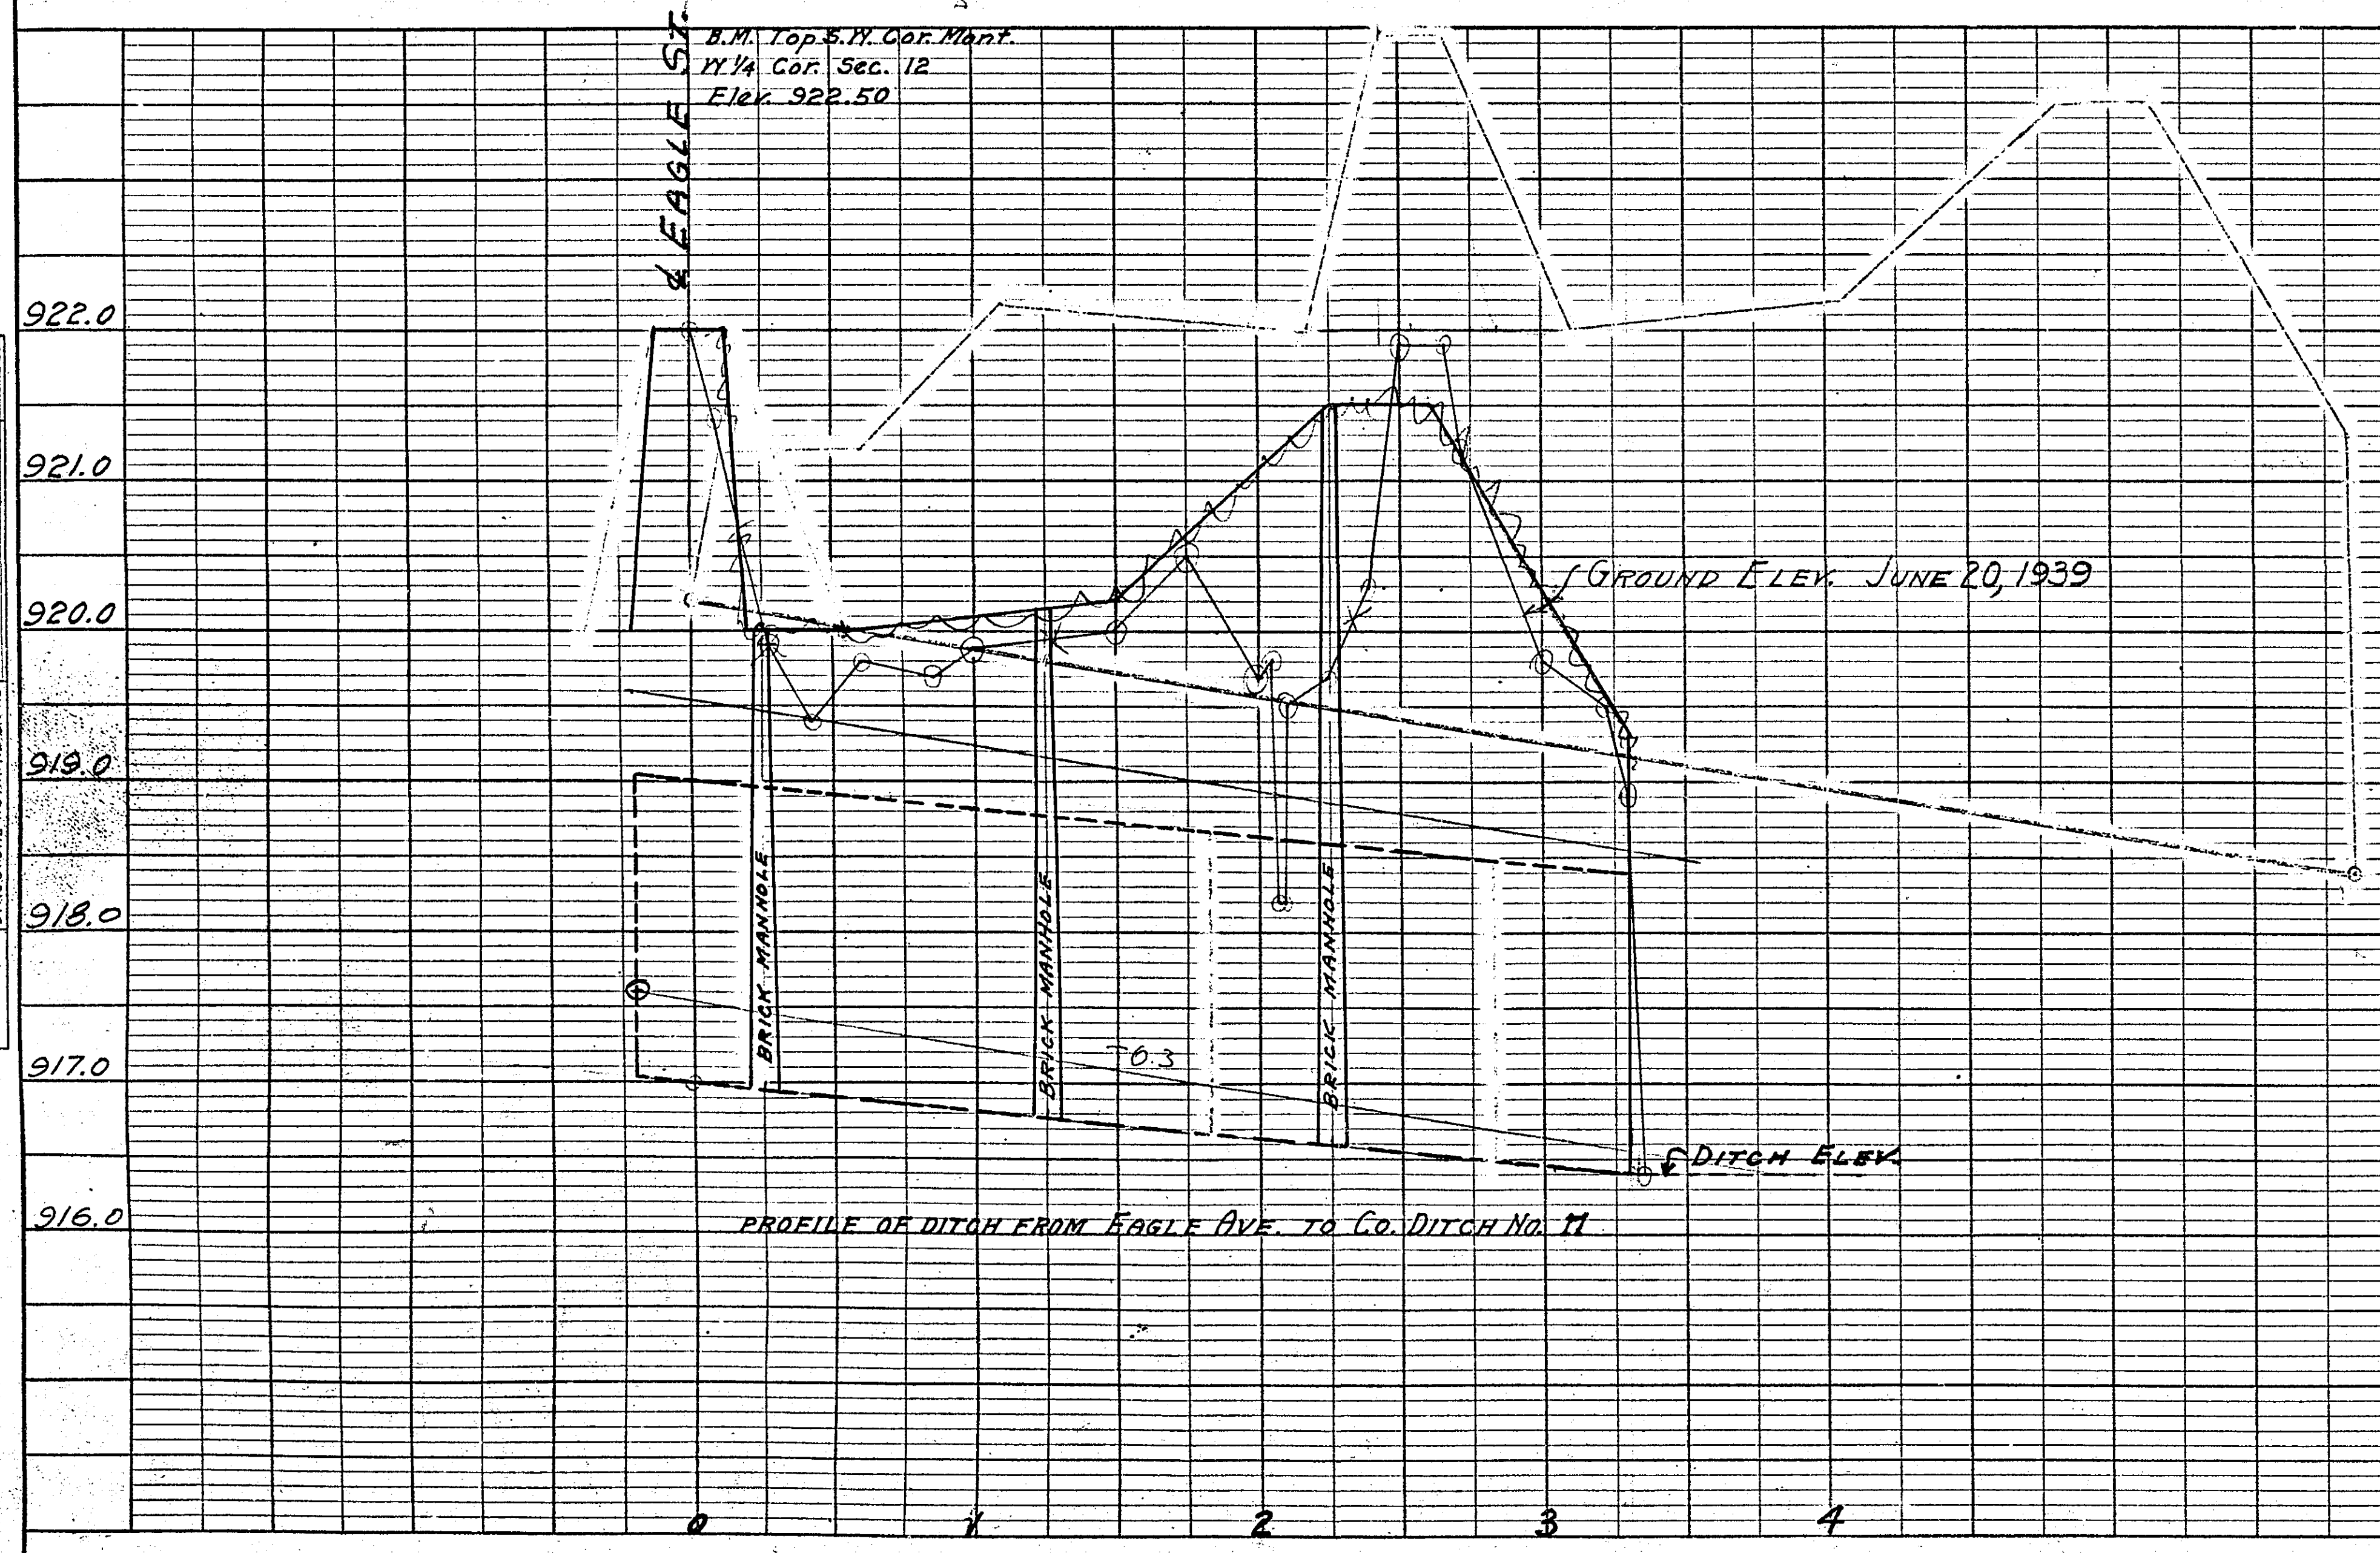 ℄ EAGLE ST.
B.M. Top S.W. Cor. Mont.
W 1/4 Cor. Sec. 12
Elev. 922.50
922.0
921.0
920.0
919.0
918.0
917.0
916.0
GROUND ELEV. JUNE 20, 1939
BRICK MANHOLE
BRICK MANHOLE
BRICK MANHOLE
0.3
DITCH ELEV.
PROFILE OF DITCH FROM EAGLE AVE. TO CO. DITCH NO. 17
0 1 2 3 4